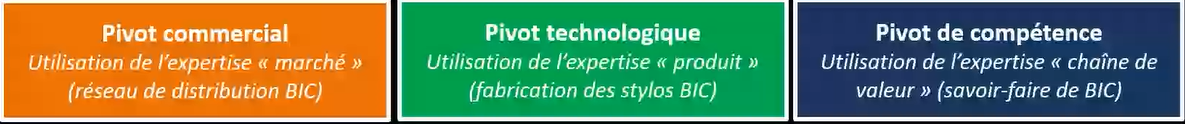 Pivot commercial
Utilisation de l'expertise « marché »
(réseau de distribution BIC)
Pivot technologique
Utilisation de l'expertise « produit »
(fabrication des stylos BIC)
Pivot de compétence
Utilisation de l'expertise « chaîne de
valeur » (savoir-faire de BIC)